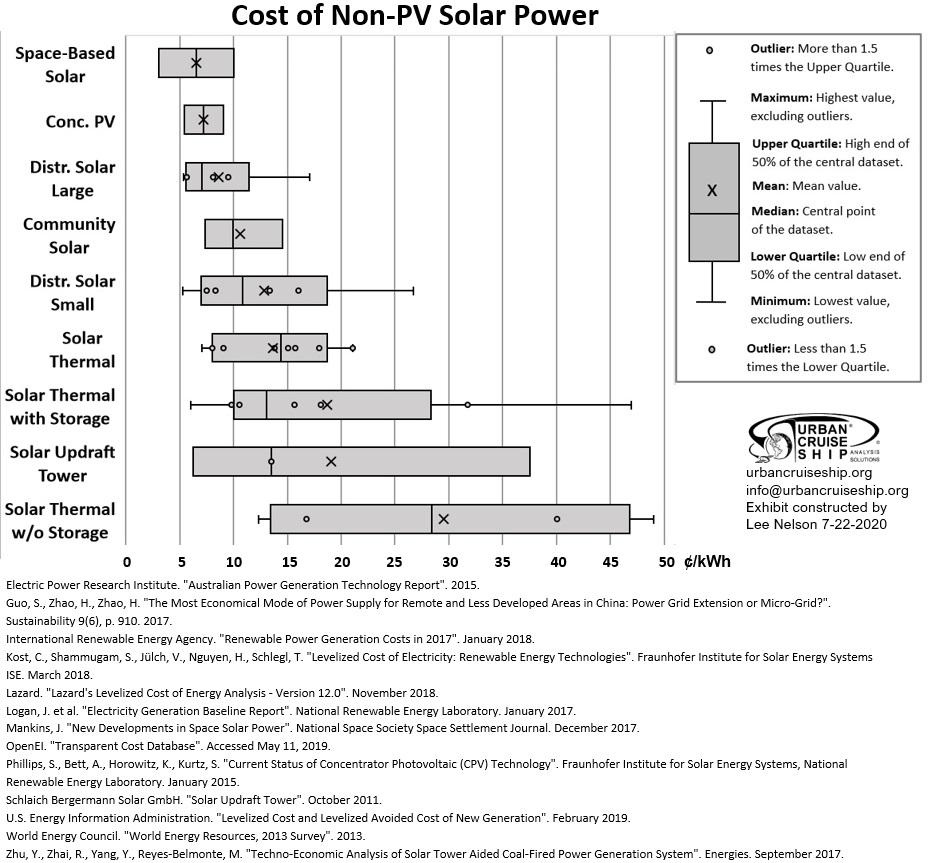 Cost of Non-PV Solar Power
Space-Based
Solar
Conc. PV
Distr. Solar
Large
Community
Solar
Distr. Solar
Small
Solar
Thermal
Solar Thermal
with Storage
Solar Updraft
Tower
Solar Thermal
w/o Storage
0 5 10 15 20 25 30 35 40 45 50 ¢/kWh
Outlier: More than 1.5
times the Upper Quartile.
Maximum: Highest value,
excluding outliers.
Upper Quartile: High end of
50% of the central dataset.
X
Mean: Mean value.
Median: Central point
of the dataset.
Lower Quartile: Low end of
50% of the central dataset.
Minimum: Lowest value,
excluding outliers.
Outlier: Less than 1.5
times the Lower Quartile.
URBAN
CRUISE
SHIP
ANALYSIS
SOLUTIONS
urbancruiseship.org
info@urbancruiseship.org
Exhibit constructed by
Lee Nelson 7-22-2020
Electric Power Research Institute. "Australian Power Generation Technology Report". 2015.
Guo, S., Zhao, H., Zhao, H. "The Most Economical Mode of Power Supply for Remote and Less Developed Areas in China: Power Grid Extension or Micro-Grid?".
Sustainability 9(6), p. 910. 2017.
International Renewable Energy Agency. "Renewable Power Generation Costs in 2017". January 2018.
Kost, C., Shammugam, S., Jülch, V., Nguyen, H., Schlegl, T. "Levelized Cost of Electricity: Renewable Energy Technologies". Fraunhofer Institute for Solar Energy Systems
ISE. March 2018.
Lazard. "Lazard's Levelized Cost of Energy Analysis - Version 12.0". November 2018.
Logan, J. et al. "Electricity Generation Baseline Report". National Renewable Energy Laboratory. January 2017.
Mankins, J. "New Developments in Space Solar Power". National Space Society Space Settlement Journal. December 2017.
OpenEI. "Transparent Cost Database". Accessed May 11, 2019.
Phillips, S., Bett, A., Horowitz, K., Kurtz, S. "Current Status of Concentrator Photovoltaic (CPV) Technology". Fraunhofer Institute for Solar Energy Systems, National
Renewable Energy Laboratory. January 2015.
Schlaich Bergermann Solar GmbH. "Solar Updraft Tower". October 2011.
U.S. Energy Information Administration. "Levelized Cost and Levelized Avoided Cost of New Generation". February 2019.
World Energy Council. "World Energy Resources, 2013 Survey". 2013.
Zhu, Y., Zhai, R., Yang, Y., Reyes-Belmonte, M. "Techno-Economic Analysis of Solar Tower Aided Coal-Fired Power Generation System". Energies. September 2017.